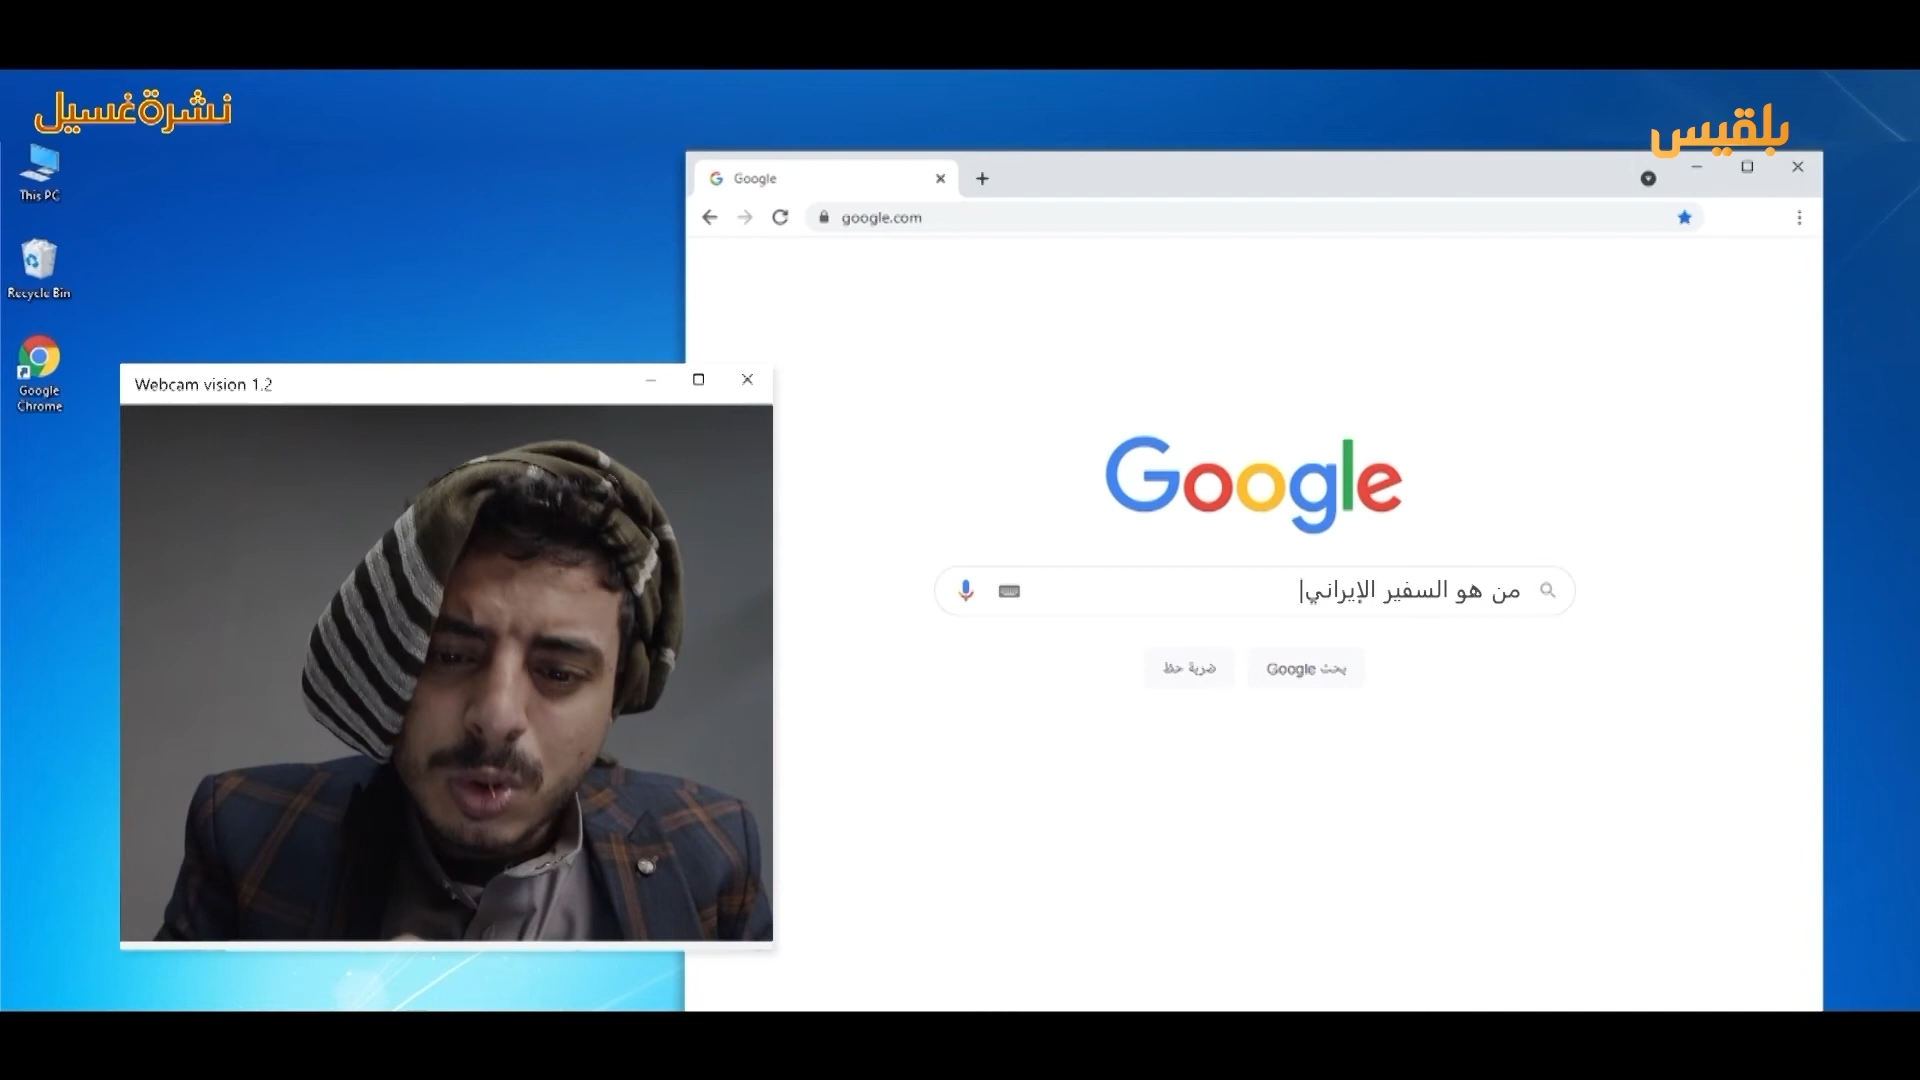 نشرة غسيل
بلقيس
This PC
Recycle Bin
Google
Chrome
Google
google.com
Webcam vision 1.2
Google
من هو السفير الإيراني
بحث Google
ضربة حظ